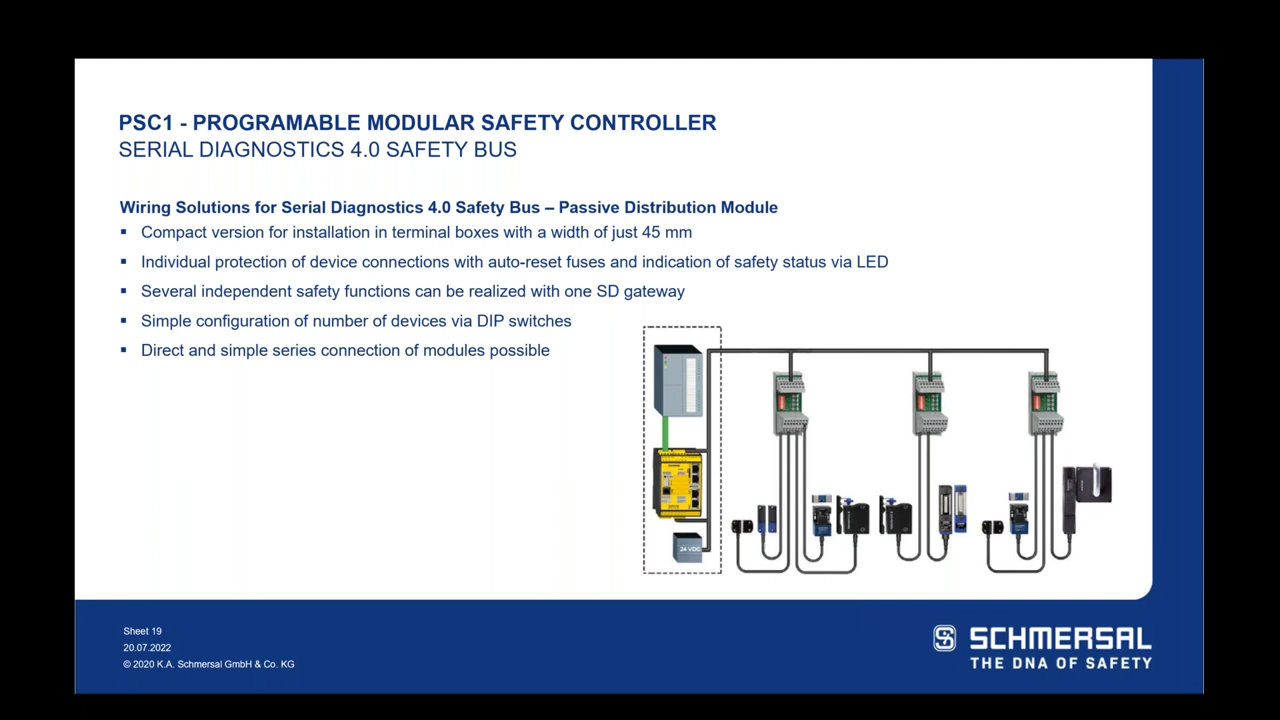 PSC1 - PROGRAMABLE MODULAR SAFETY CONTROLLER
SERIAL DIAGNOSTICS 4.0 SAFETY BUS
Wiring Solutions for Serial Diagnostics 4.0 Safety Bus – Passive Distribution Module
▪ Compact version for installation in terminal boxes with a width of just 45 mm
▪ Individual protection of device connections with auto-reset fuses and indication of safety status via LED
▪ Several independent safety functions can be realized with one SD gateway
▪ Simple configuration of number of devices via DIP switches
▪ Direct and simple series connection of modules possible
24 VDC
Sheet 19
20.07.2022
© 2020 K.A. Schmersal GmbH & Co. KG
SCHMERSAL
THE DNA OF SAFETY